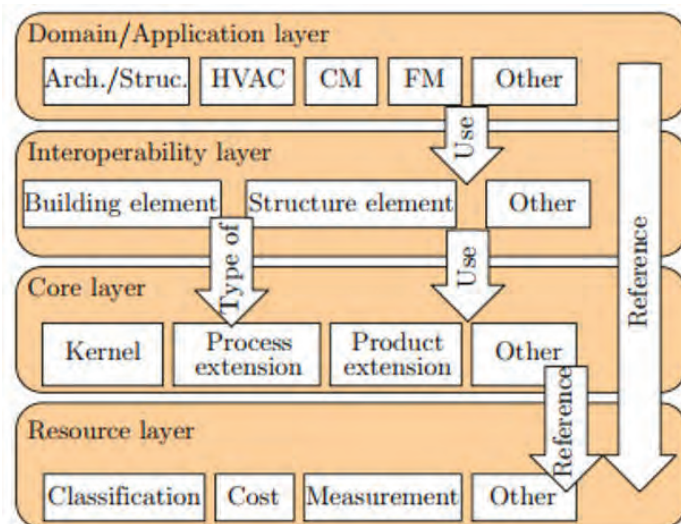 Domain/Application layer
Arch./Struc. HVAC CM FM Other
Use
Interoperability layer
Building element Structure element Other
Type of Use
Reference
Core layer
Kernel Process extension Product extension Other
Reference
Resource layer
Classification Cost Measurement Other